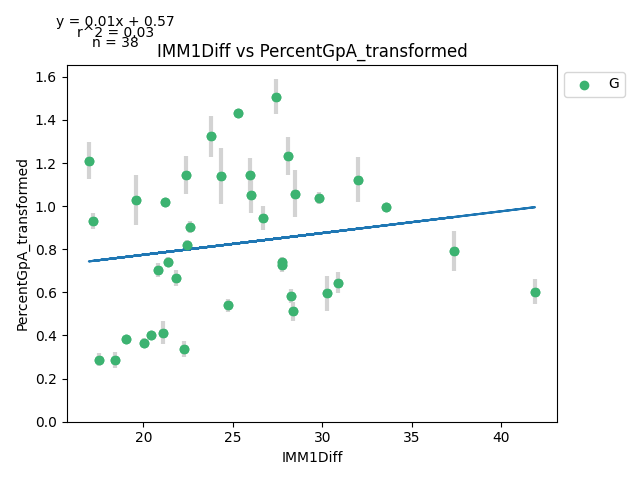 y = 0.01x + 0.57
r^2 = 0.03
n = 38
IMM1Diff vs PercentGpA_transformed
G
PercentGpA_transformed
1.6
1.4
1.2
1.0
0.8
0.6
0.4
0.2
0.0
20 25 30 35 40
IMM1Diff